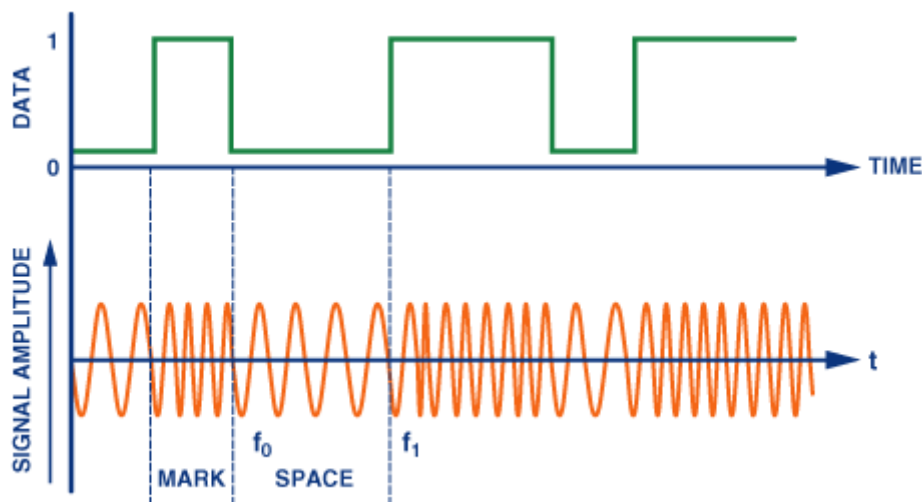 1
DATA
0
TIME
SIGNAL AMPLITUDE
t
f0
f1
MARK
SPACE